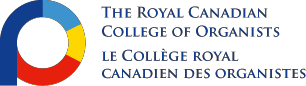 THE ROYAL CANADIAN
COLLEGE OF ORGANISTS
LE COLLÈGE ROYAL
CANADIEN DES ORGANISTES